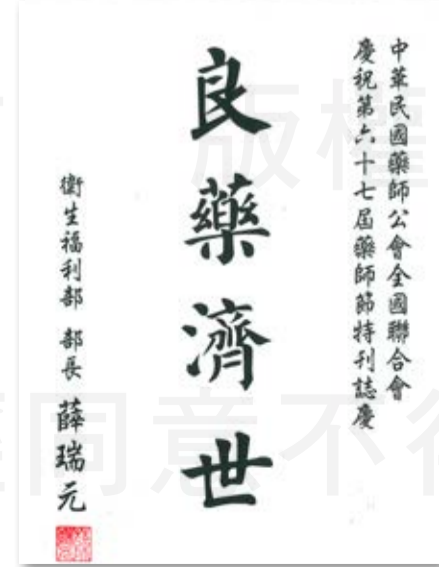 中華民國藥師公會全國聯合會
慶祝第六十七屆藥師節特刊誌慶
良藥濟世
衛生福利部 部長 薛瑞元